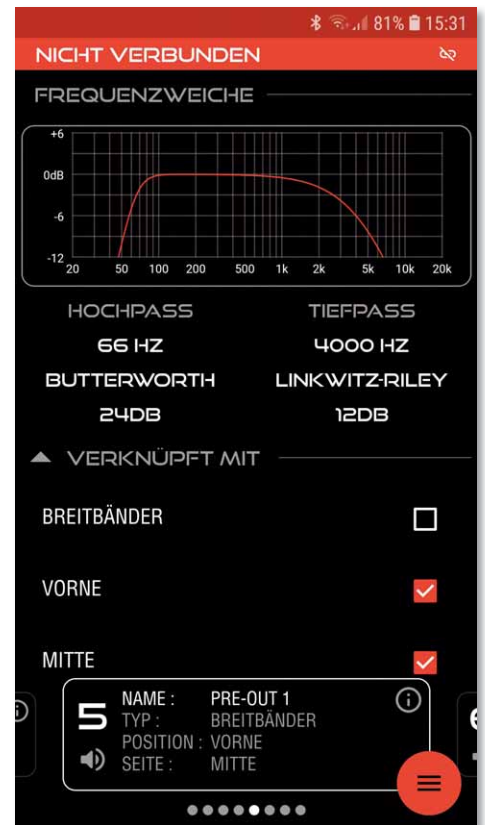 81% 15:31
NICHT VERBUNDEN
FREQUENZWEICHE
+6
0dB
-6
-12
20 50 100 200 500 1k 2k 5k 10k 20k
HOCHPASS TIEFPASS
66 HZ 4000 HZ
BUTTERWORTH LINKWITZ-RILEY
24DB 12DB
VERKNÜPFT MIT
BREITBÄNDER
VORNE
MITTE
5
NAME : PRE-OUT 1
TYP : BREITBÄNDER
POSITION : VORNE
SEITE : MITTE